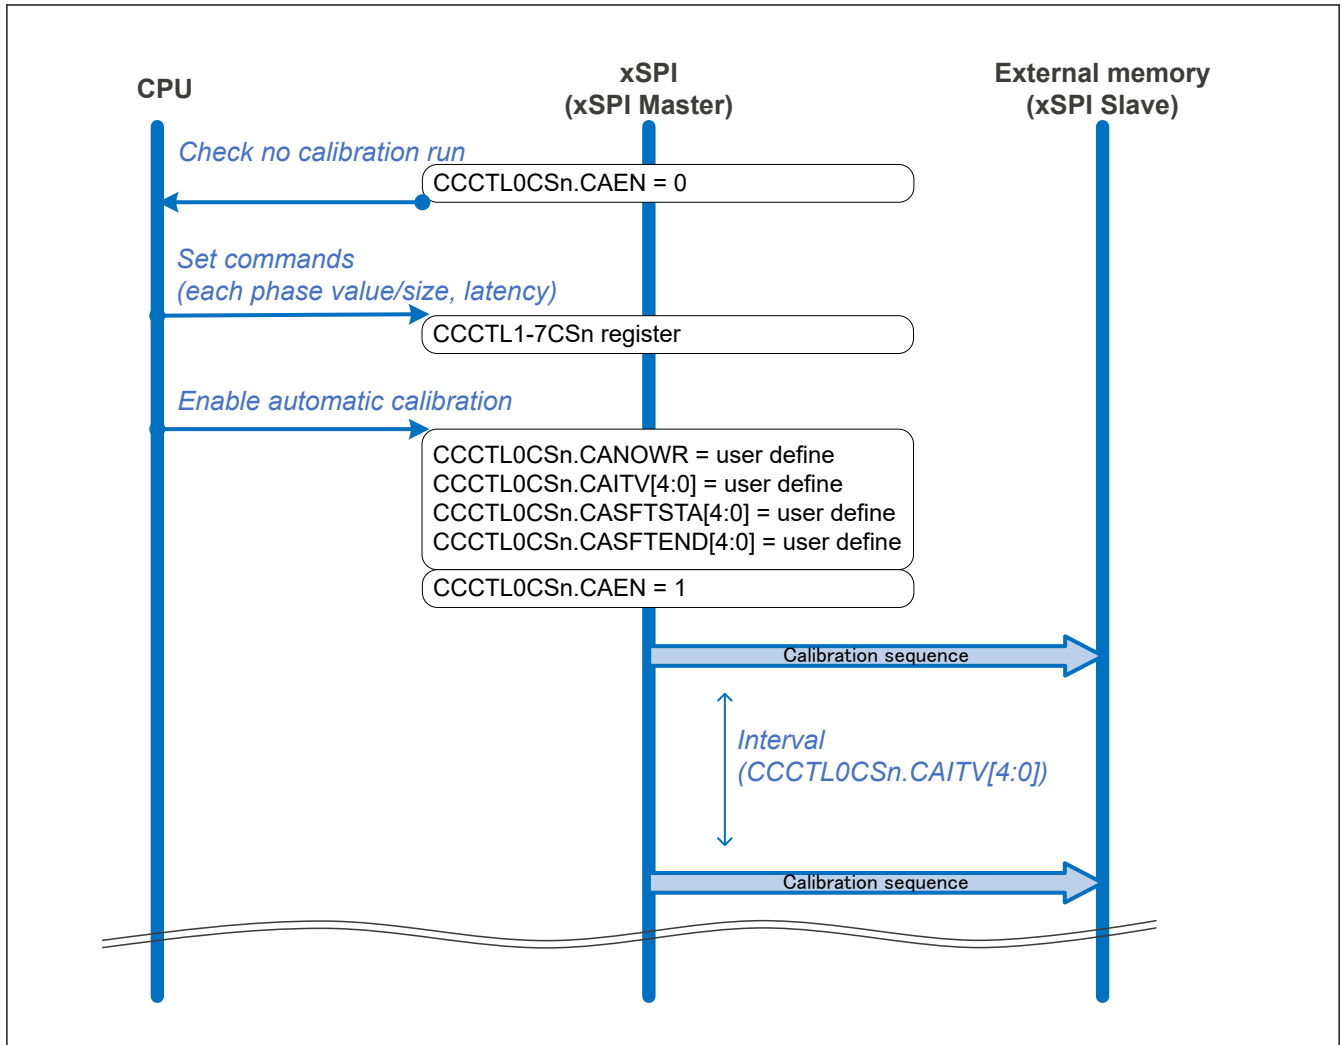 CPU
xSPI
(xSPI Master)
External memory
(xSPI Slave)
Check no calibration run
CCCTL0CSn.CAEN = 0
Set commands
(each phase value/size, latency)
CCCTL1-7CSn register
Enable automatic calibration
CCCTL0CSn.CANOWR = user define
CCCTL0CSn.CAITV[4:0] = user define
CCCTL0CSn.CASFTSTA[4:0] = user define
CCCTL0CSn.CASFTEND[4:0] = user define
CCCTL0CSn.CAEN = 1
Calibration sequence
Interval
(CCCTL0CSn.CAITV[4:0])
Calibration sequence